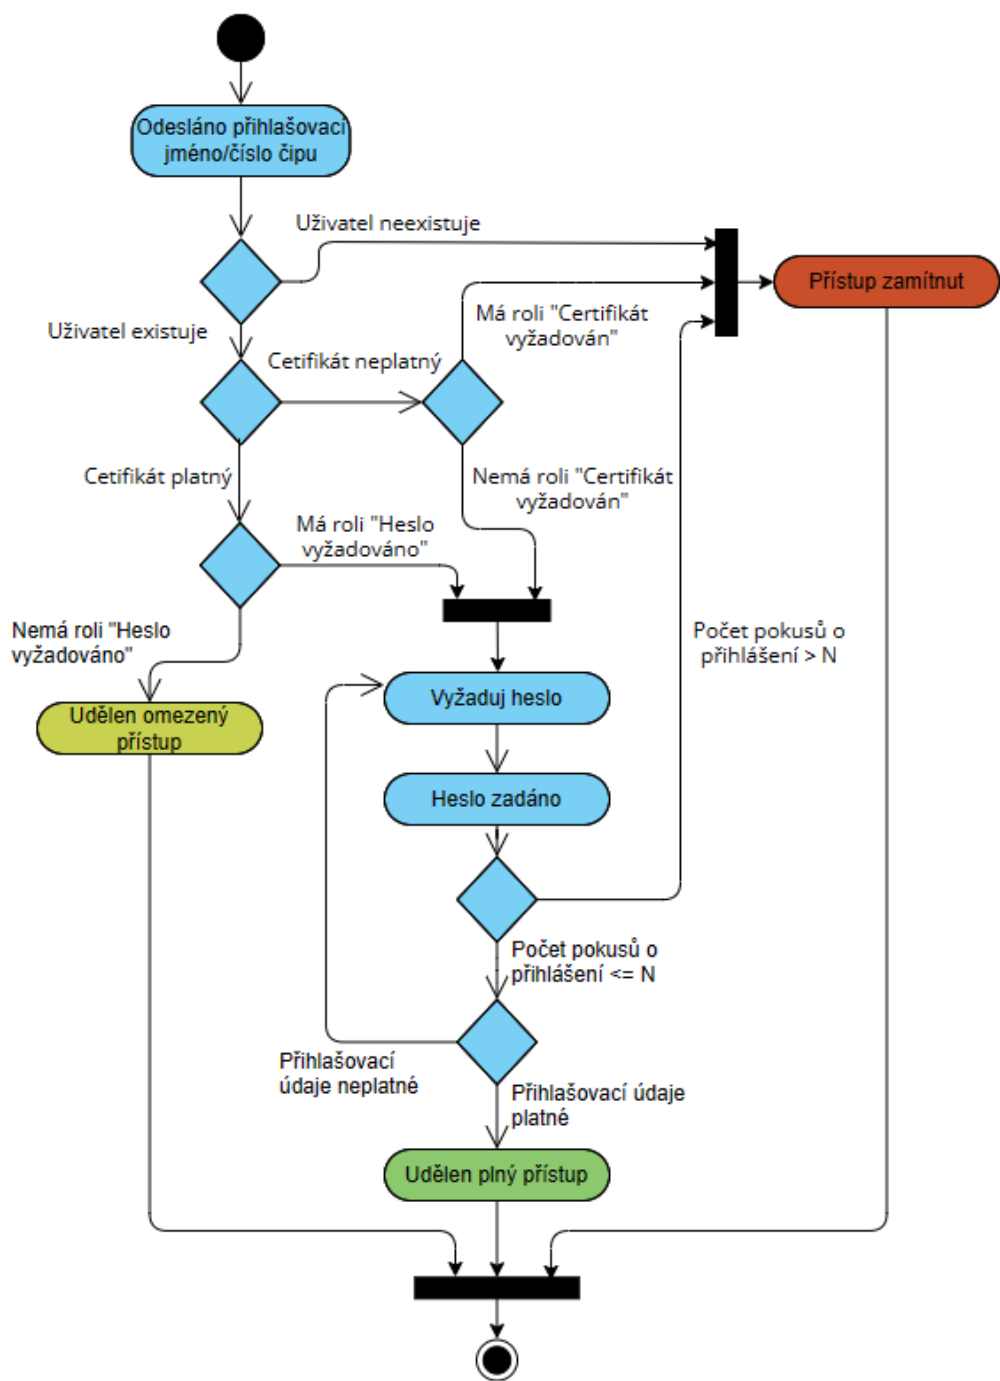 Odesláno přihlašovací
jméno/číslo čipu
Uživatel neexistuje
Přístup zamítnut
Má roli "Certifikát
vyžadován"
Uživatel existuje
Cetifikát neplatný
Cetifikát platný
Nemá roli "Certifikát
vyžadován"
Má roli "Heslo
vyžadováno"
Nemá roli "Heslo
vyžadováno"
Počet pokusů o
přihlášení > N
Vyžaduj heslo
Udělen omezený
přístup
Heslo zadáno
Počet pokusů o
přihlášení <= N
Přihlašovací
údaje neplatné
Přihlašovací údaje
platné
Udělen plný přístup